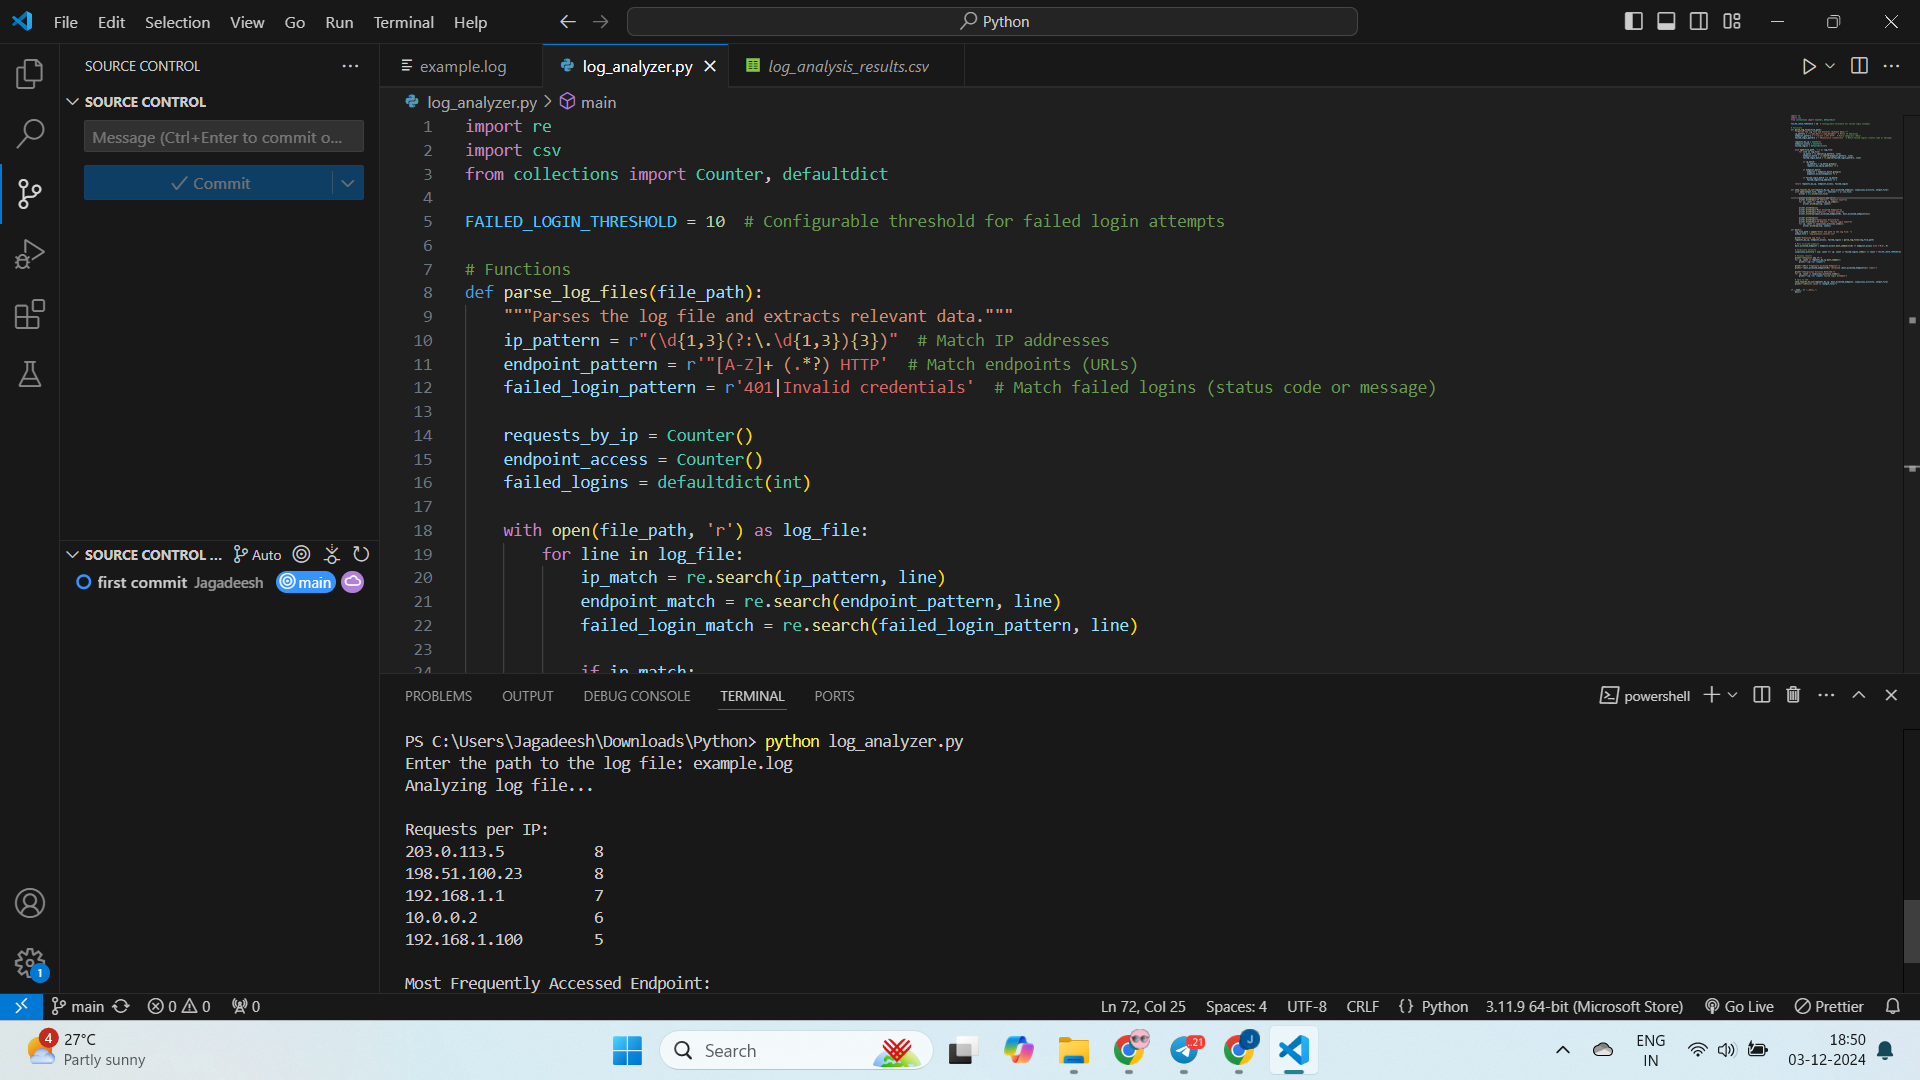 File Edit Selection View Go Run Terminal Help
Python
SOURCE CONTROL
SOURCE CONTROL
Message (Ctrl+Enter to commit o...
Commit
SOURCE CONTROL ... Auto
first commit Jagadeesh main
example.log
log_analyzer.py
log_analysis_results.csv
log_analyzer.py > main
1 import re
2 import csv
3 from collections import Counter, defaultdict
4
5 FAILED_LOGIN_THRESHOLD = 10  # Configurable threshold for failed login attempts
6
7 # Functions
8 def parse_log_files(file_path):
9     """Parses the log file and extracts relevant data."""
10     ip_pattern = r"(\d{1,3}(?:\.\d{1,3}){3})"  # Match IP addresses
11     endpoint_pattern = r'"[A-Z]+ (.*?) HTTP'  # Match endpoints (URLs)
12     failed_login_pattern = r'401|Invalid credentials'  # Match failed logins (status code or message)
13
14     requests_by_ip = Counter()
15     endpoint_access = Counter()
16     failed_logins = defaultdict(int)
17
18     with open(file_path, 'r') as log_file:
19         for line in log_file:
20             ip_match = re.search(ip_pattern, line)
21             endpoint_match = re.search(endpoint_pattern, line)
22             failed_login_match = re.search(failed_login_pattern, line)
23
24             if ip_match:
PROBLEMS OUTPUT DEBUG CONSOLE TERMINAL PORTS
powershell
PS C:\Users\Jagadeesh\Downloads\Python> python log_analyzer.py
Enter the path to the log file: example.log
Analyzing log file...
Requests per IP:
203.0.113.5 8
198.51.100.23 8
192.168.1.1 7
10.0.0.2 6
192.168.1.100 5
Most Frequently Accessed Endpoint:
1
main 0 0 0
Ln 72, Col 25 Spaces: 4 UTF-8 CRLF {} Python 3.11.9 64-bit (Microsoft Store) Go Live Prettier
4
27°C
Partly sunny
Search
21
J
ENG
IN
18:50
03-12-2024